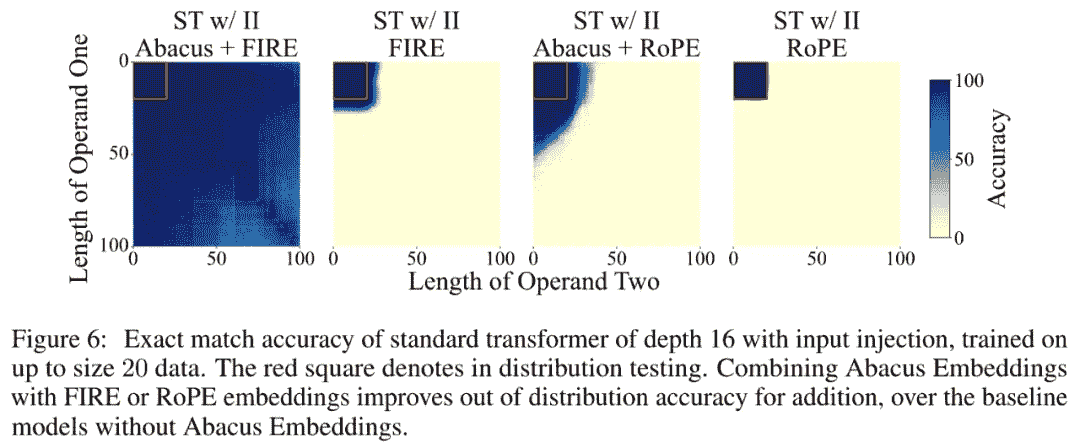 ST w/ II
Abacus + FIRE
ST w/ II
FIRE
ST w/ II
Abacus + RoPE
ST w/ II
RoPE
Length of Operand One
0
50
100
0
50
100
0
50
100
0
50
100
0
50
100
Length of Operand Two
100
50
0
Accuracy
Figure 6: Exact match accuracy of standard transformer of depth 16 with input injection, trained on
up to size 20 data. The red square denotes in distribution testing. Combining Abacus Embeddings
with FIRE or RoPE embeddings improves out of distribution accuracy for addition, over the baseline
models without Abacus Embeddings.